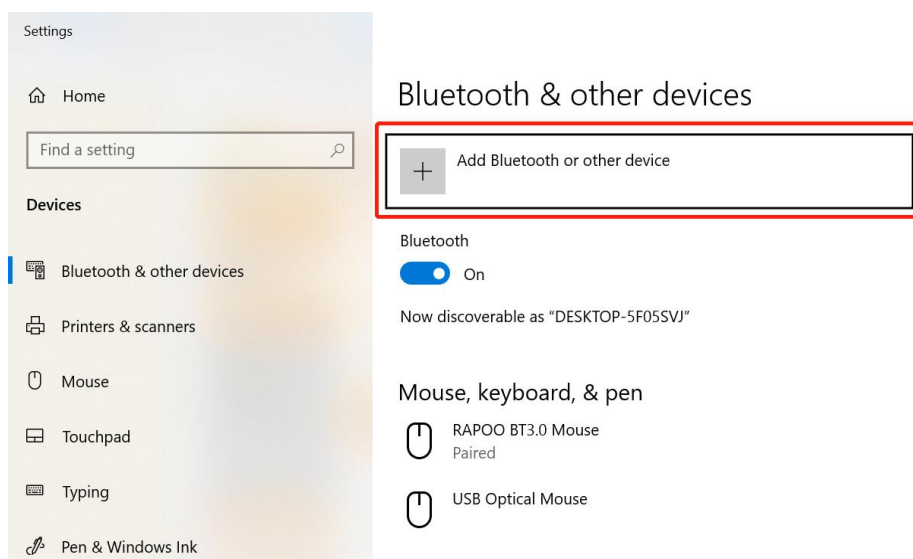 Settings
Home
Find a setting
Devices
Bluetooth & other devices
Printers & scanners
Mouse
Touchpad
Typing
Pen & Windows Ink
Bluetooth & other devices
Add Bluetooth or other device
Bluetooth
On
Now discoverable as “DESKTOP-5F05SVJ”
Mouse, keyboard, & pen
RAPOO BT3.0 Mouse
Paired
USB Optical Mouse